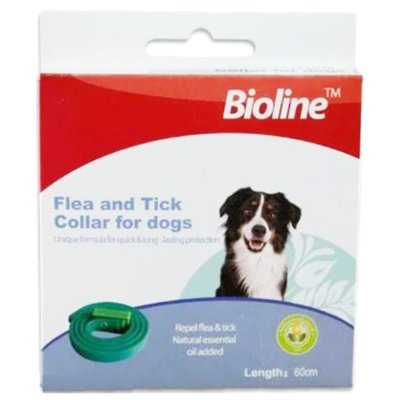 Bioline™
Flea and Tick
Collar for dogs
Unique formula for quick & long - lasting protection
Repel flea & tick
Natural essential
oil added
Length: 60cm